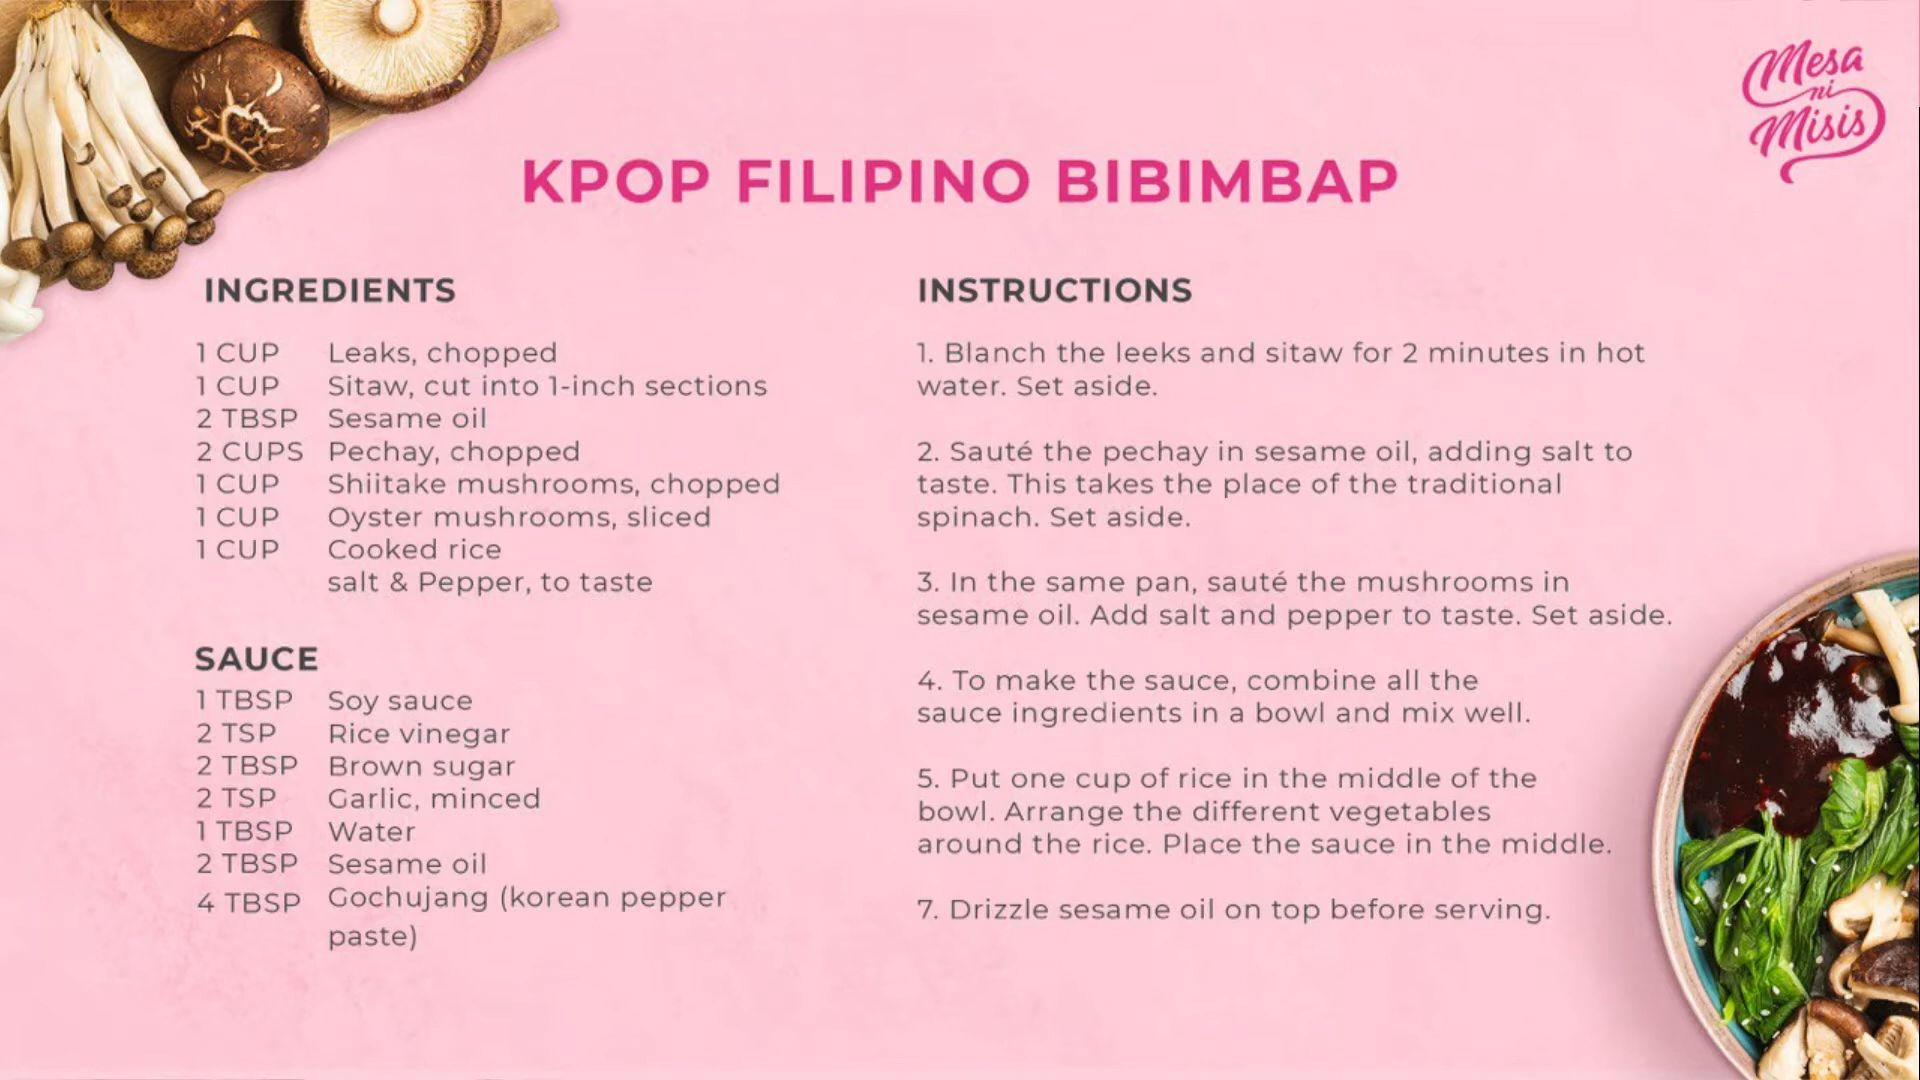 Mesa
ni
Misis
KPOP FILIPINO BIBIMBAP
INGREDIENTS
1 CUP Leaks, chopped
1 CUP Sitaw, cut into 1-inch sections
2 TBSP Sesame oil
2 CUPS Pechay, chopped
1 CUP Shiitake mushrooms, chopped
1 CUP Oyster mushrooms, sliced
1 CUP Cooked rice
salt & Pepper, to taste
SAUCE
1 TBSP Soy sauce
2 TSP Rice vinegar
2 TBSP Brown sugar
2 TSP Garlic, minced
1 TBSP Water
2 TBSP Sesame oil
4 TBSP Gochujang (korean pepper
paste)
INSTRUCTIONS
1. Blanch the leeks and sitaw for 2 minutes in hot
water. Set aside.
2. Sauté the pechay in sesame oil, adding salt to
taste. This takes the place of the traditional
spinach. Set aside.
3. In the same pan, sauté the mushrooms in
sesame oil. Add salt and pepper to taste. Set aside.
4. To make the sauce, combine all the
sauce ingredients in a bowl and mix well.
5. Put one cup of rice in the middle of the
bowl. Arrange the different vegetables
around the rice. Place the sauce in the middle.
7. Drizzle sesame oil on top before serving.